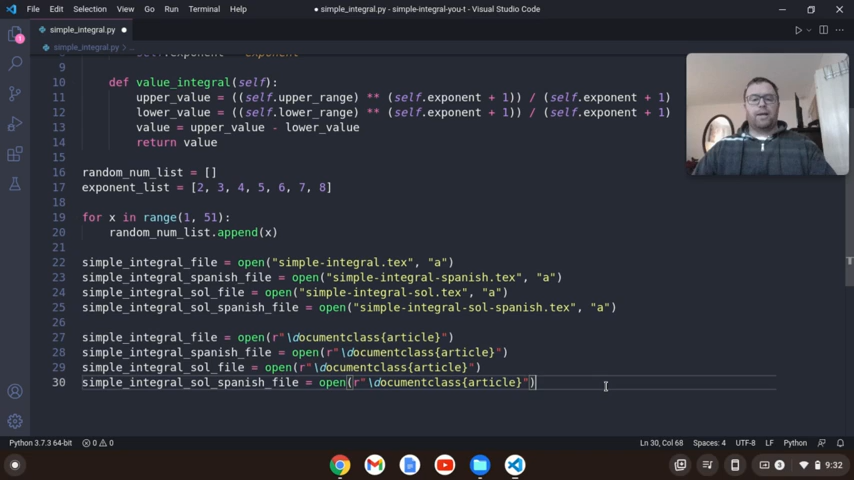 File Edit Selection View Go Run Terminal Help
● simple_integral.py - simple-integral-you-t - Visual Studio Code
simple_integral.py ●
simple_integral.py > ...
9
10 def value_integral(self):
11 upper_value = ((self.upper_range) ** (self.exponent + 1)) / (self.exponent + 1)
12 lower_value = ((self.lower_range) ** (self.exponent + 1)) / (self.exponent + 1)
13 value = upper_value - lower_value
14 return value
15
16 random_num_list = []
17 exponent_list = [2, 3, 4, 5, 6, 7, 8]
18
19 for x in range(1, 51):
20 random_num_list.append(x)
21
22 simple_integral_file = open("simple-integral.tex", "a")
23 simple_integral_spanish_file = open("simple-integral-spanish.tex", "a")
24 simple_integral_sol_file = open("simple-integral-sol.tex", "a")
25 simple_integral_sol_spanish_file = open("simple-integral-sol-spanish.tex", "a")
26
27 simple_integral_file = open(r"\documentclass{article}")
28 simple_integral_spanish_file = open(r"\documentclass{article}")
29 simple_integral_sol_file = open(r"\documentclass{article}")
30 simple_integral_sol_spanish_file = open(r"\documentclass{article}")
Python 3.7.3 64-bit 0 0 Ln 30, Col 68 Spaces: 4 UTF-8 LF Python
3 9:32